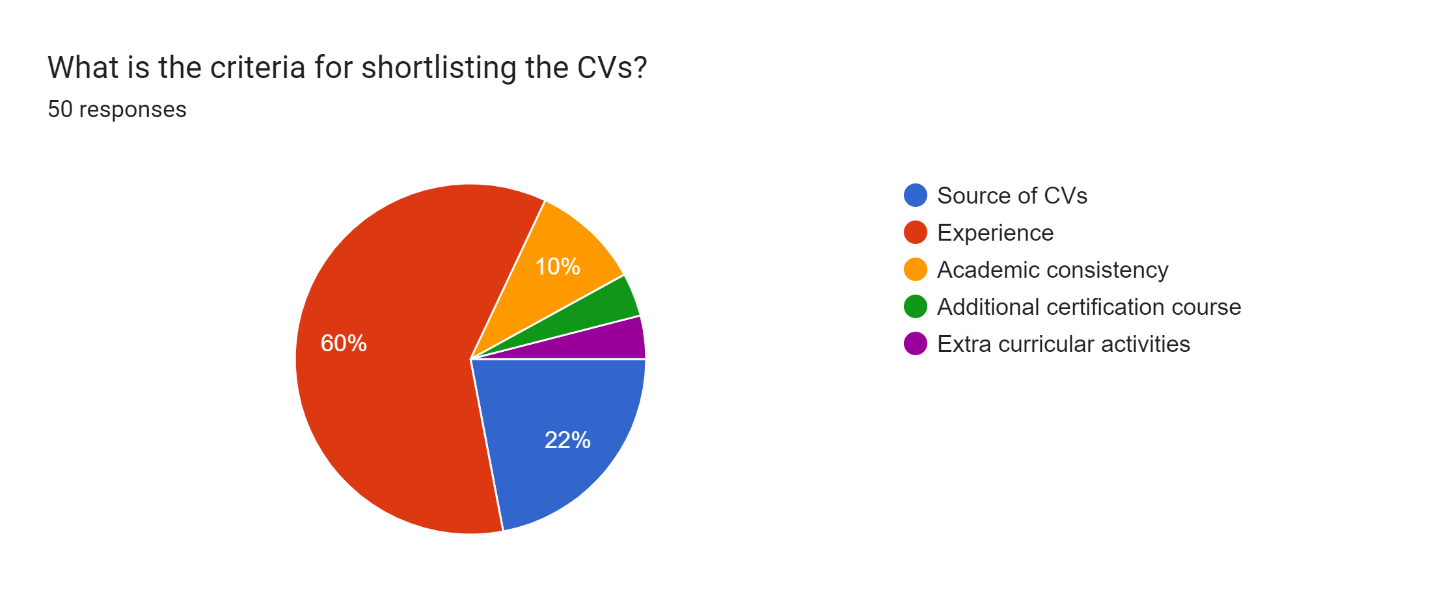 What is the criteria for shortlisting the CVs?
50 responses
10%
60%
22%
Source of CVs
Experience
Academic consistency
Additional certification course
Extra curricular activities